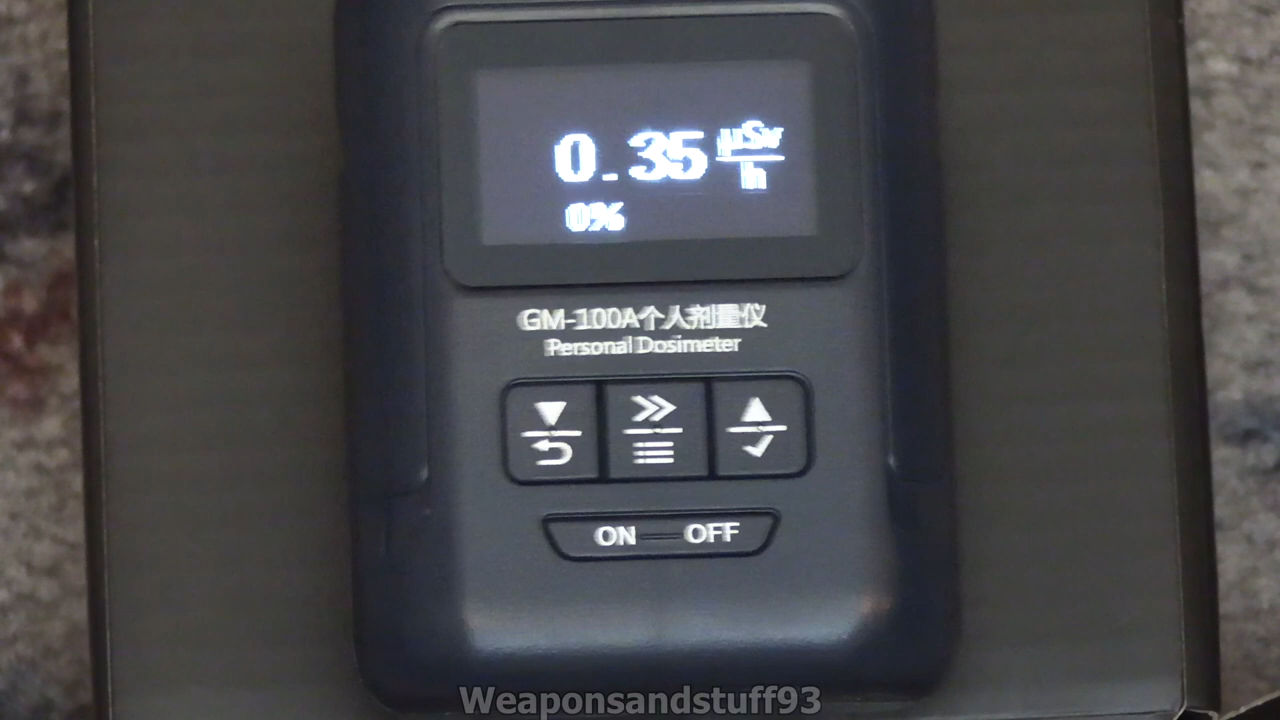 0.35 μSv/h
0%
GM-100A个人剂量仪
Personal Dosimeter
ON — OFF
Weaponsandstuff93